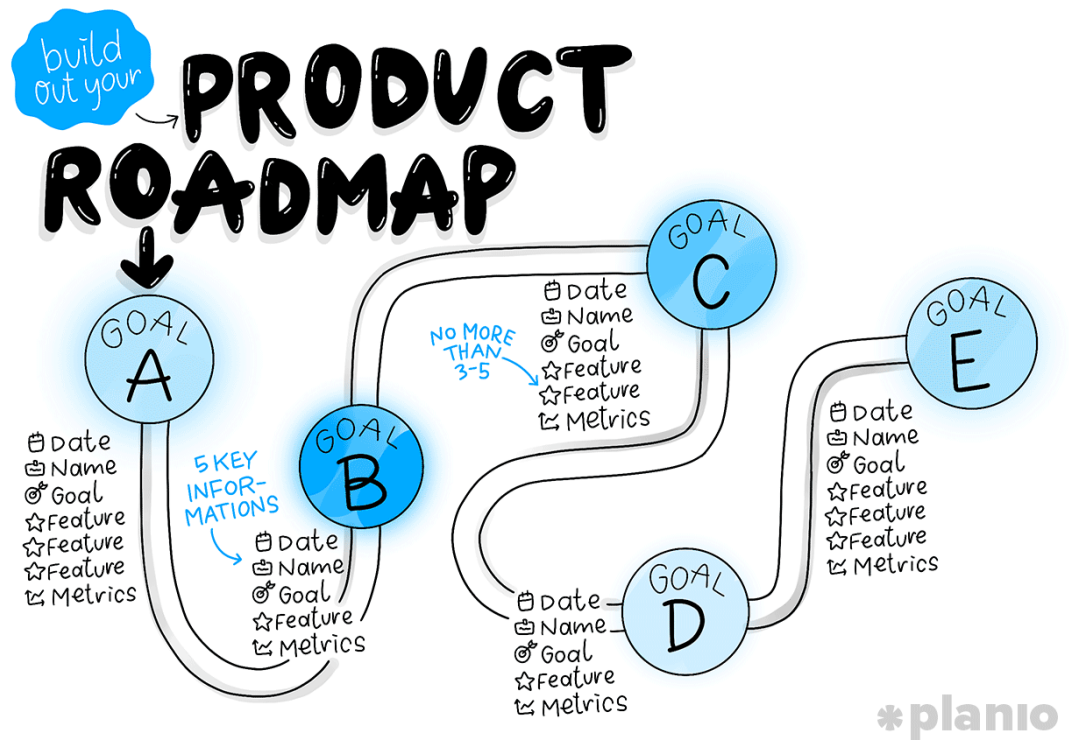 build
out your
PRODUCT
ROADMAP
GOAL
A
Date
Name
Goal
Feature
Feature
Feature
Metrics
5 KEY
INFOR-
MATIONS
GOAL
B
Date
Name
Goal
Feature
Metrics
GOAL
C
NO MORE
THAN
3-5
Date
Name
Goal
Feature
Feature
Metrics
GOAL
D
Date
Name
Goal
Feature
Metrics
GOAL
E
Date
Name
Goal
Feature
Feature
Feature
Metrics
planio